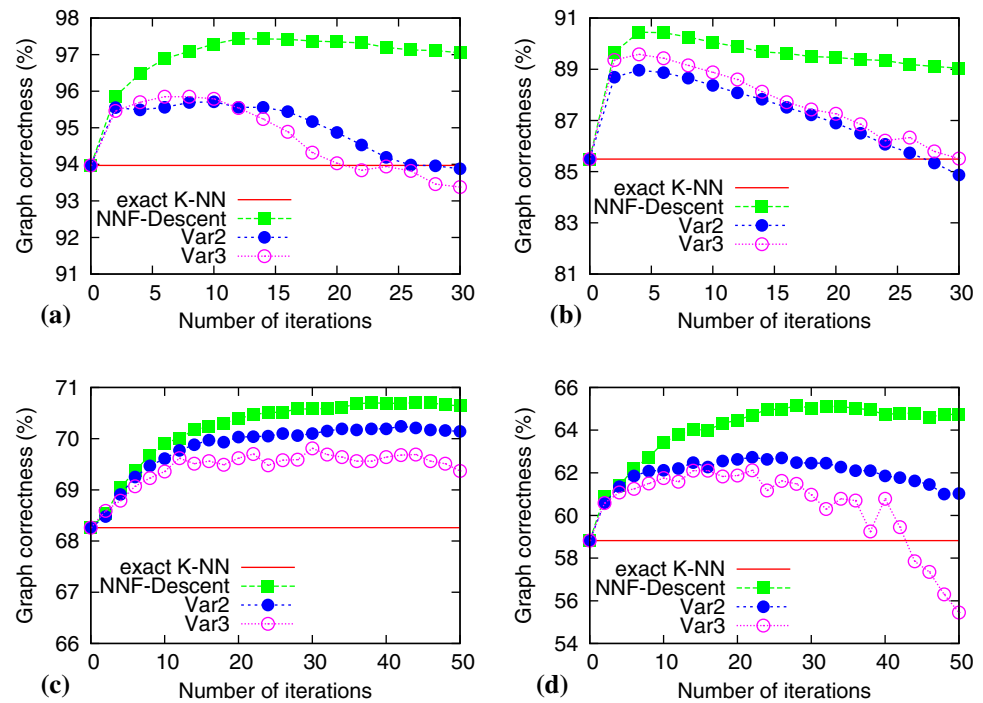 98
97
96
95
94
93
92
91
Graph correctness (%)
exact K-NN
NNF-Descent
Var2
Var3
0 5 10 15 20 25 30
(a) Number of iterations
91
89
87
85
83
81
Graph correctness (%)
exact K-NN
NNF-Descent
Var2
Var3
0 5 10 15 20 25 30
(b) Number of iterations
71
70
69
68
67
66
Graph correctness (%)
exact K-NN
NNF-Descent
Var2
Var3
0 10 20 30 40 50
(c) Number of iterations
66
64
62
60
58
56
54
Graph correctness (%)
exact K-NN
NNF-Descent
Var2
Var3
0 10 20 30 40 50
(d) Number of iterations